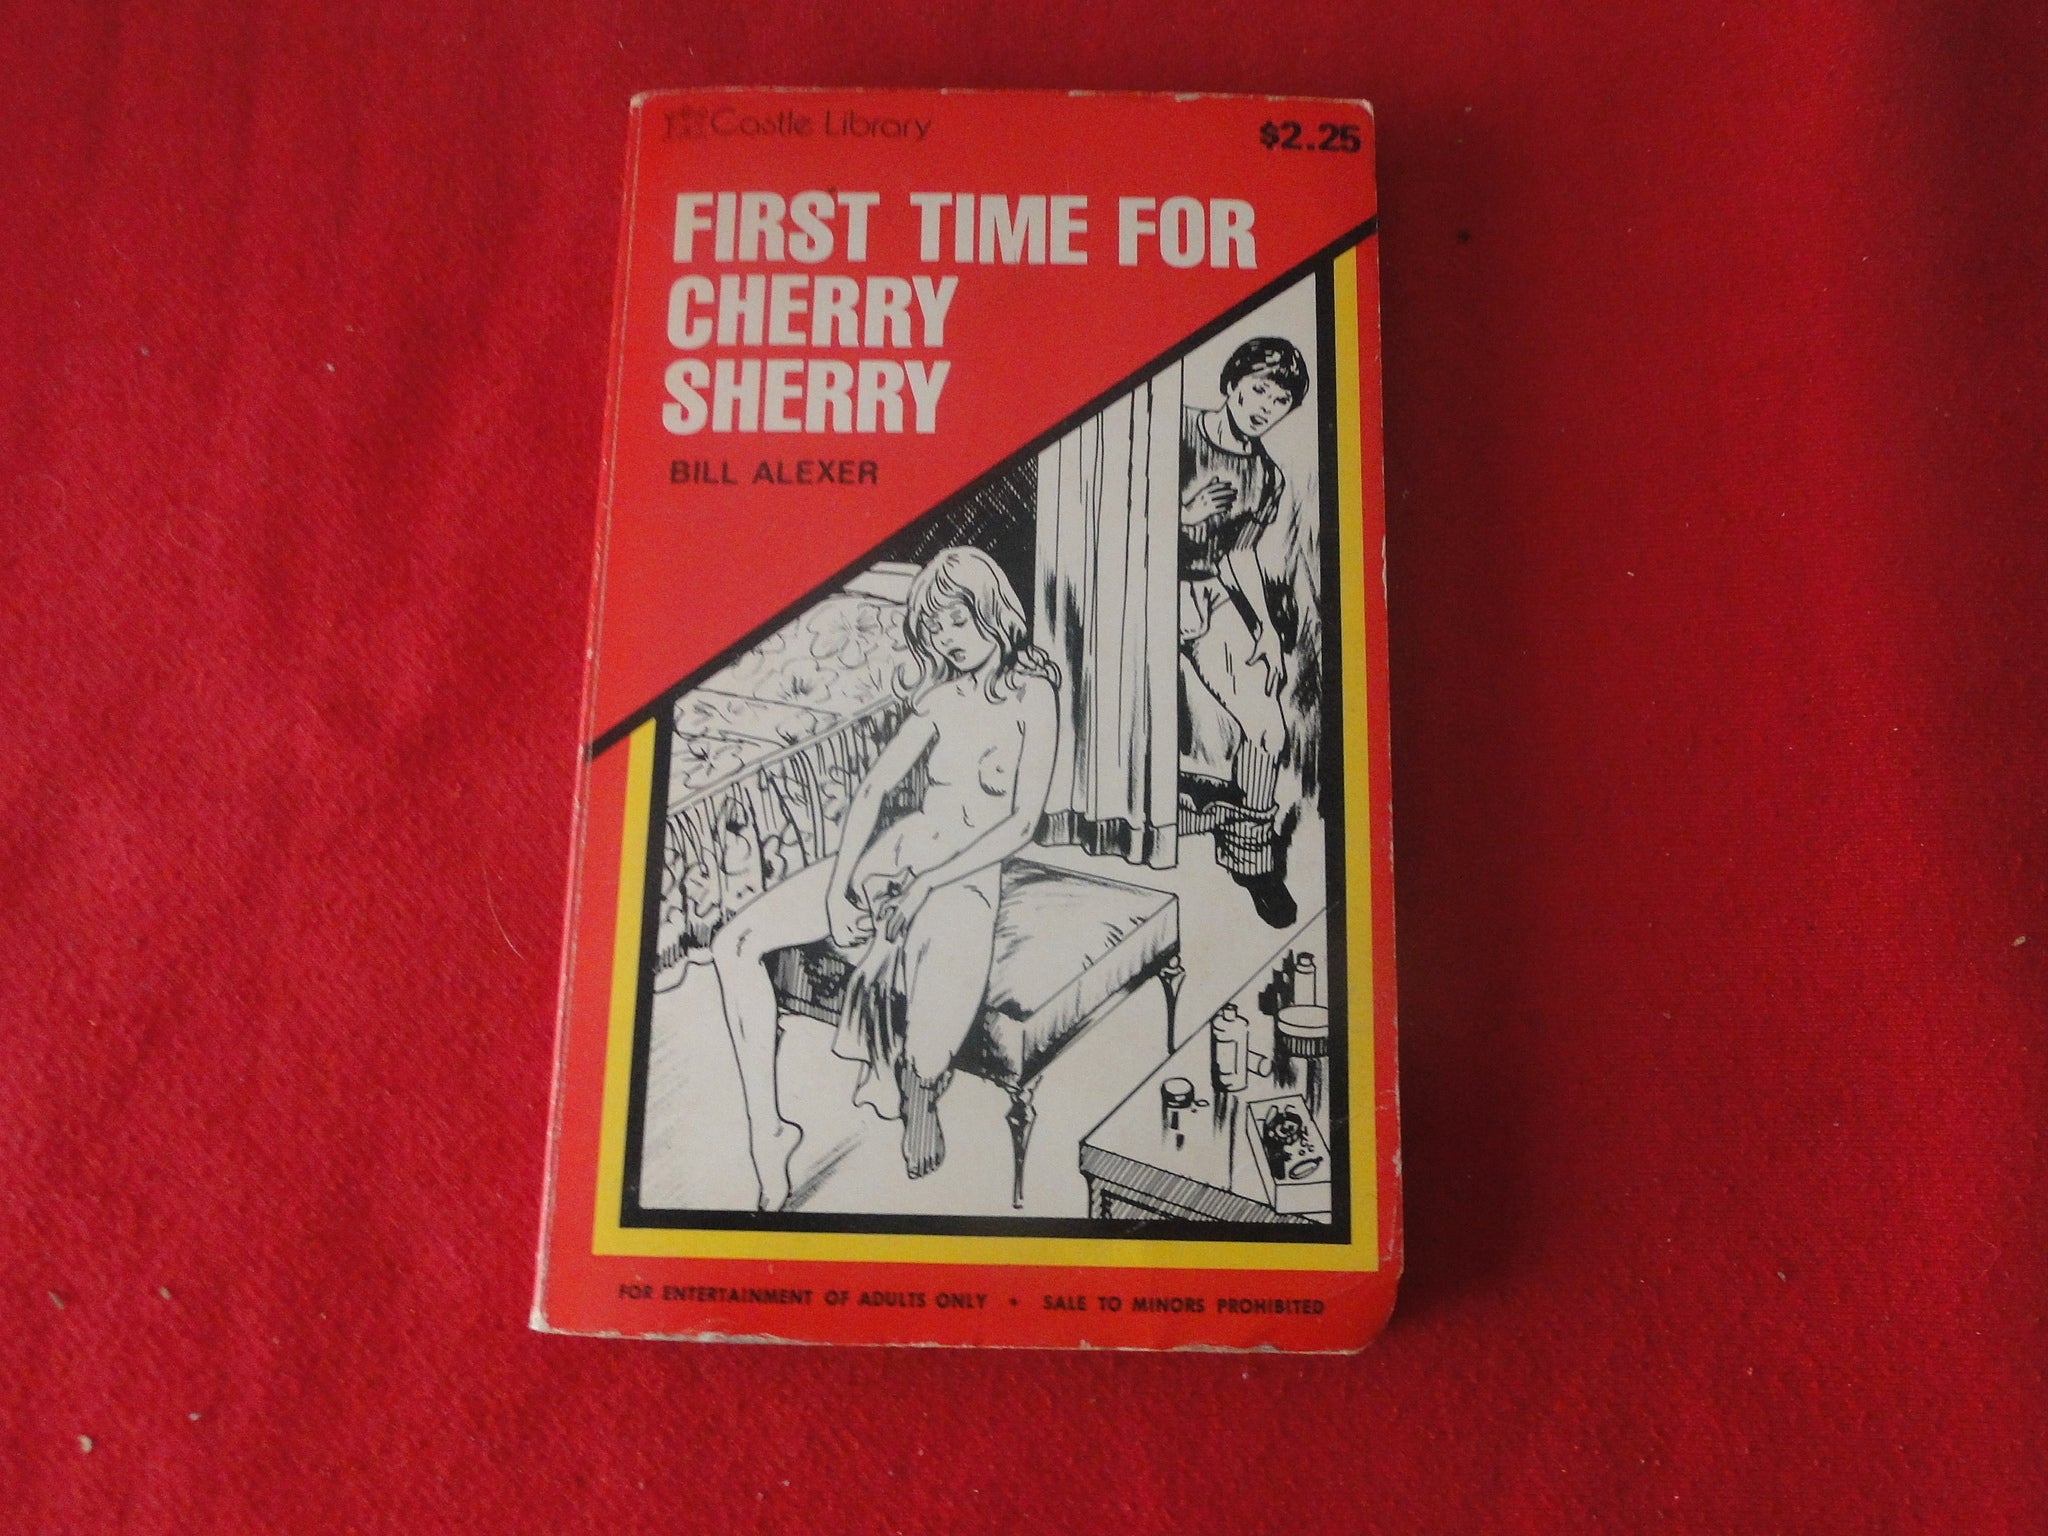 Castle Library
$2.25
FIRST TIME FOR
CHERRY
SHERRY
BILL ALEXER
FOR ENTERTAINMENT OF ADULTS ONLY • SALE TO MINORS PROHIBITED